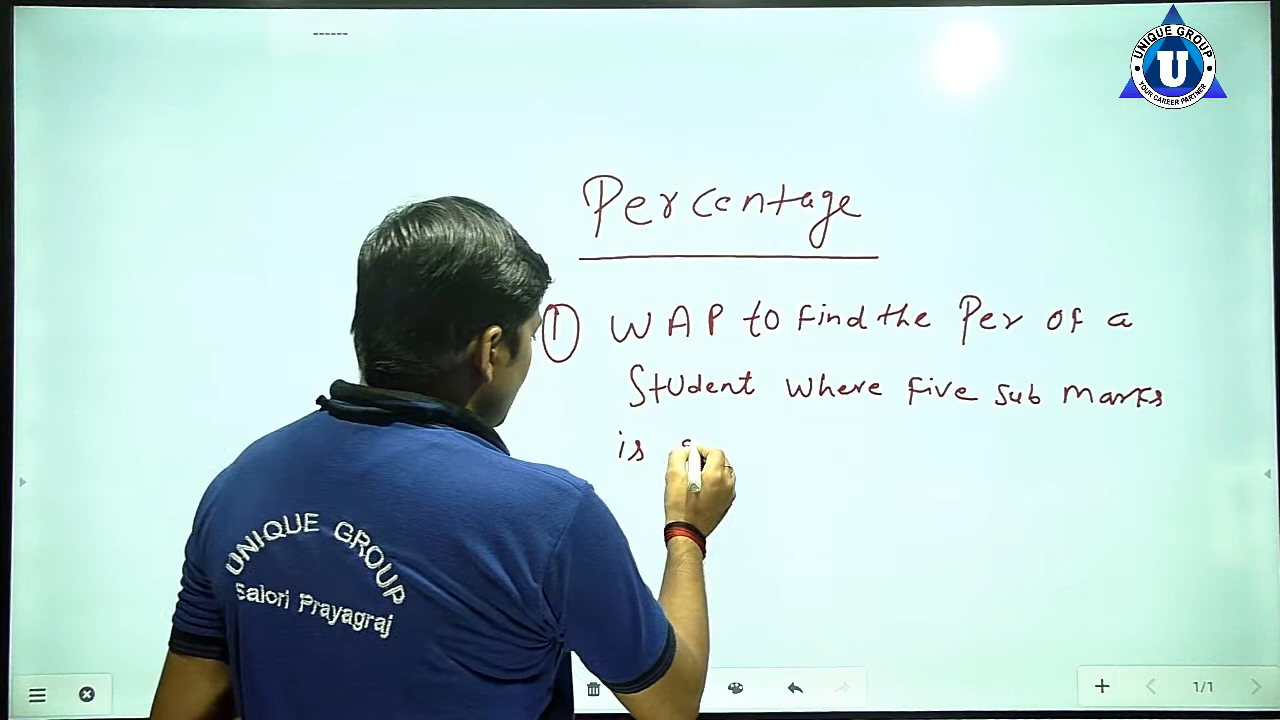 ------
UNIQUE GROUP
U
YOUR CAREER PARTNER
Percentage
① WAP to find the Per of a
Student where five sub marks
is
UNIQUE GROUP
Salori Prayagraj
1/1